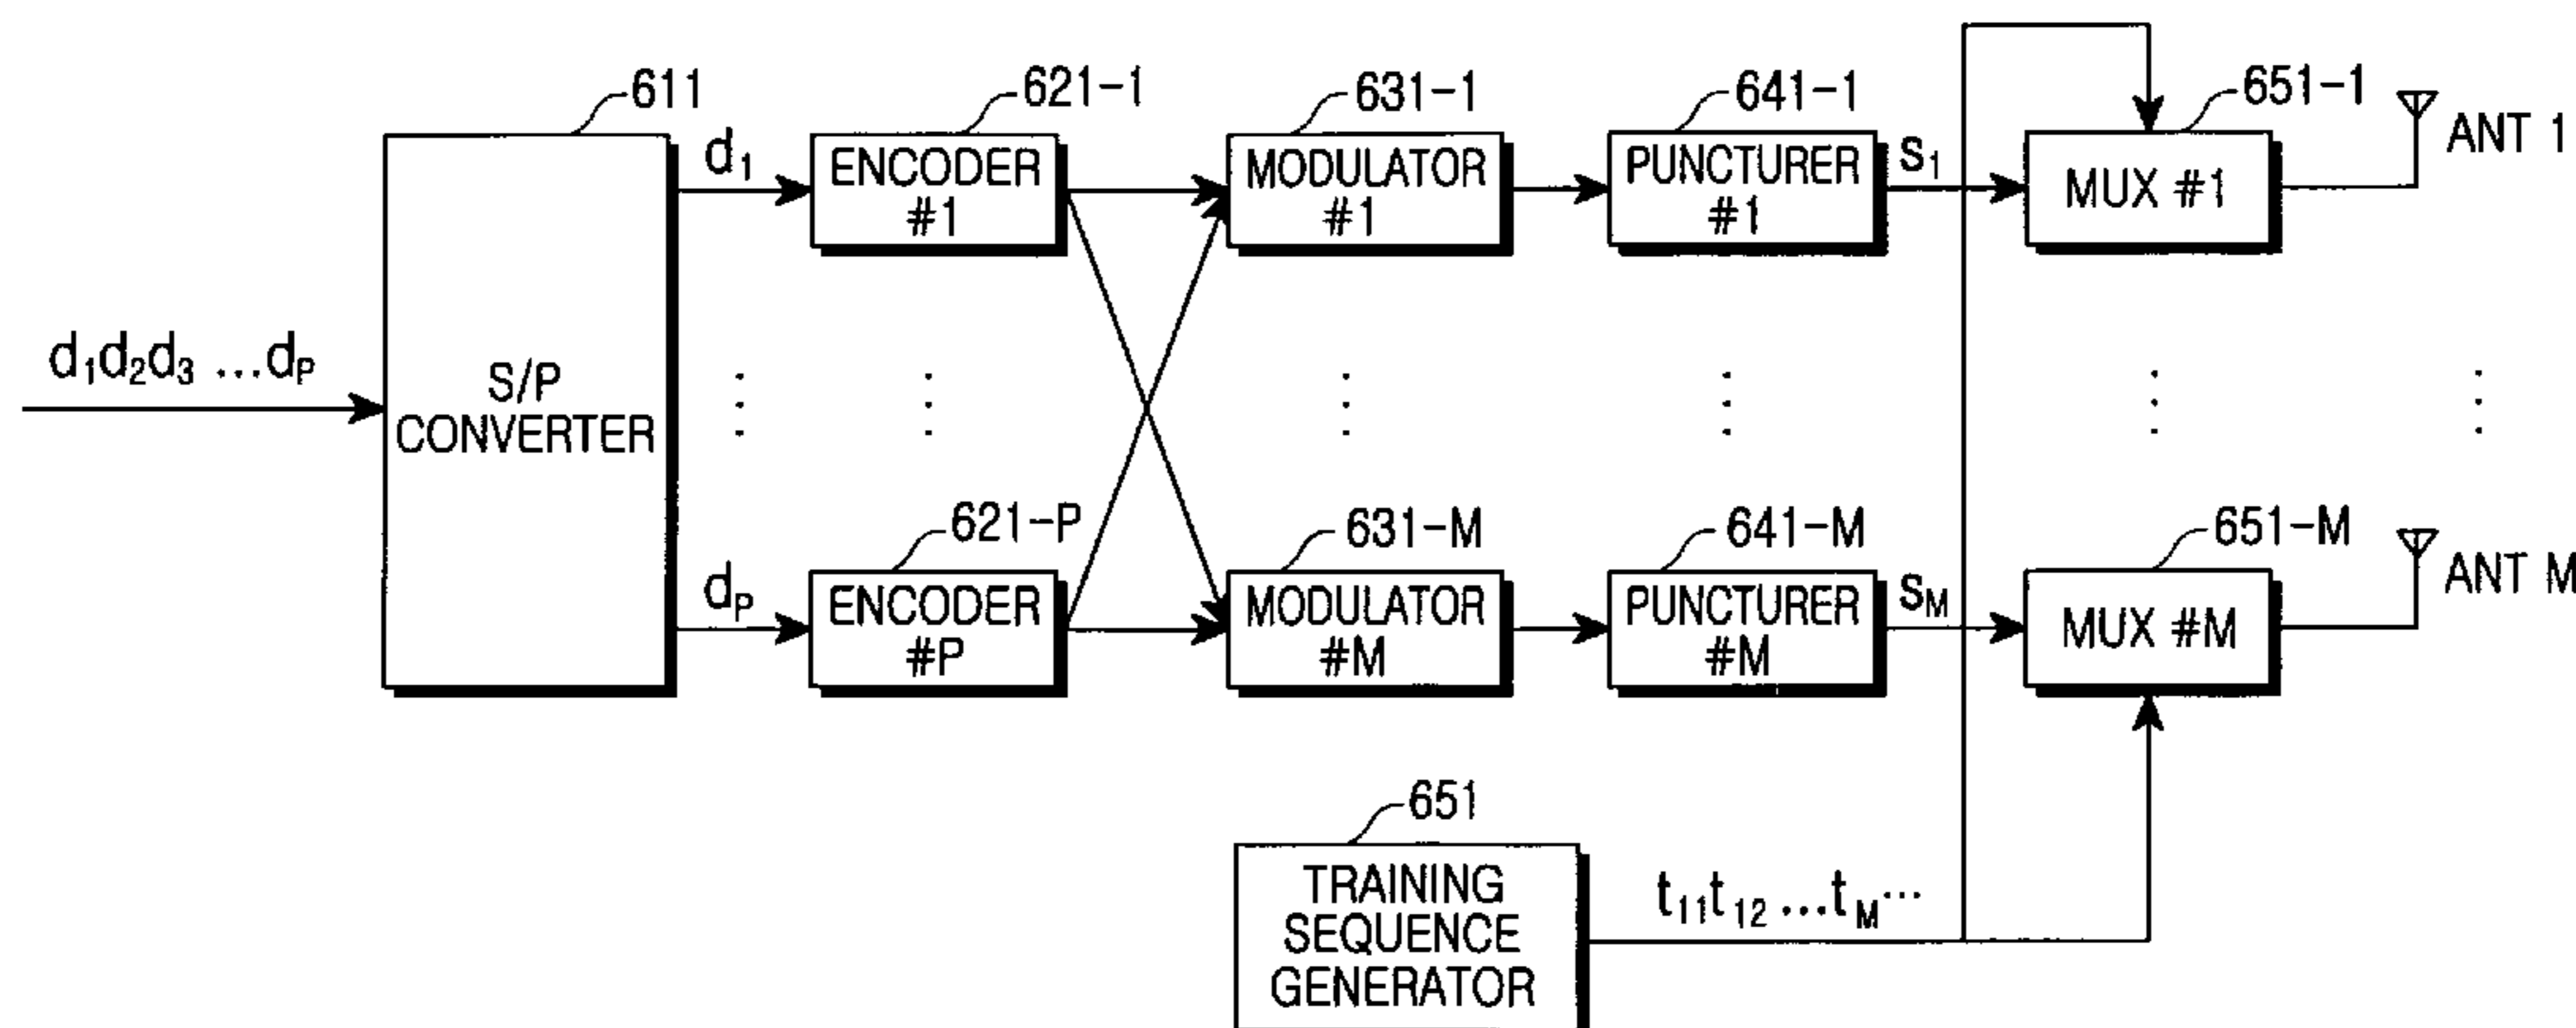 611
621-1
631-1
641-1
651-1
d₁
ENCODER
#1
MODULATOR
#1
PUNCTURER
#1
s₁
MUX #1
ANT 1
d₁d₂d₃ ...dₚ
S/P
CONVERTER
621-P
631-M
641-M
651-M
dₚ
ENCODER
#P
MODULATOR
#M
PUNCTURER
#M
s_M
MUX #M
ANT M
651
TRAINING
SEQUENCE
GENERATOR
t₁₁t₁₂ ...t_M...